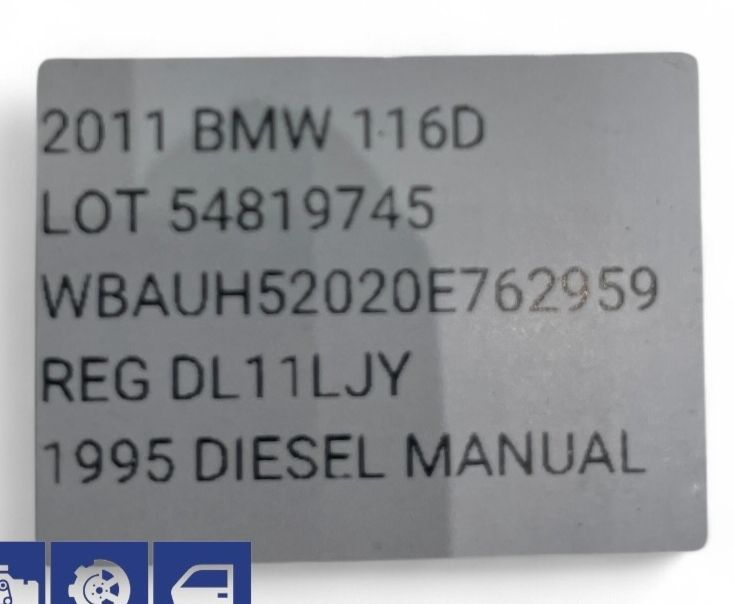 2011 BMW 116D
LOT 54819745
WBAUH52020E762959
REG DL11LJY
1995 DIESEL MANUAL